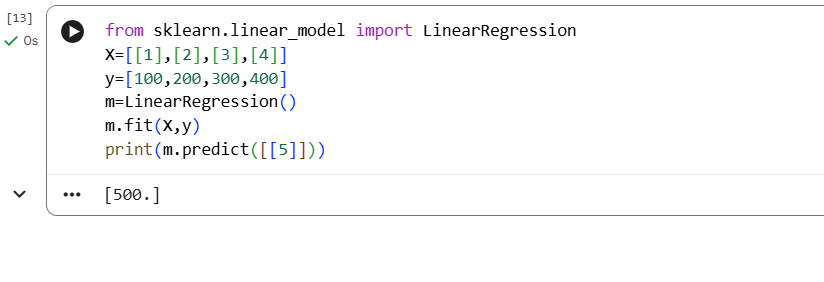 [13]
0s
from sklearn.linear_model import LinearRegression
X=[[1],[2],[3],[4]]
y=[100,200,300,400]
m=LinearRegression()
m.fit(X,y)
print(m.predict([[5]]))
[500.]